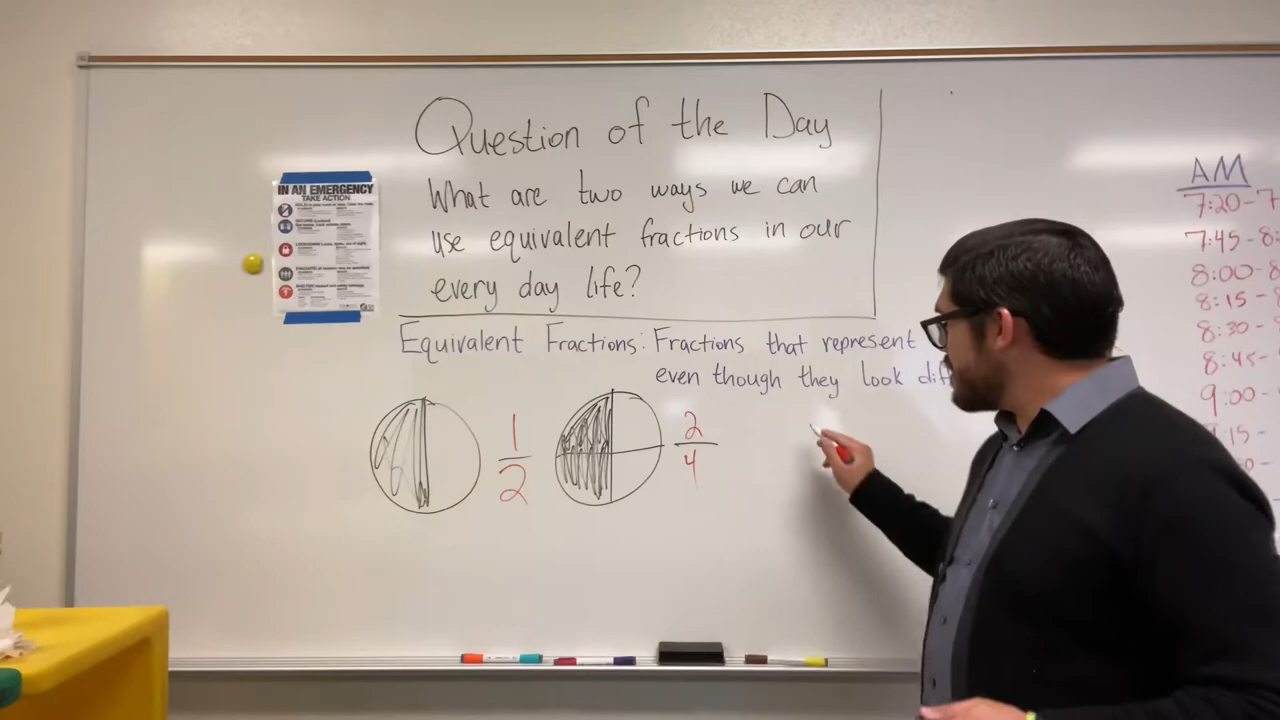 Question of the Day
What are two ways we can
use equivalent fractions in our
every day life?
IN AN EMERGENCY
TAKE ACTION
Equivalent Fractions: Fractions that represent
even though they look dif
1
2
2
4
AM
7:20-7
7:45-8:
8:00-8
8:15-8
8:30-8
8:45-
9:00-